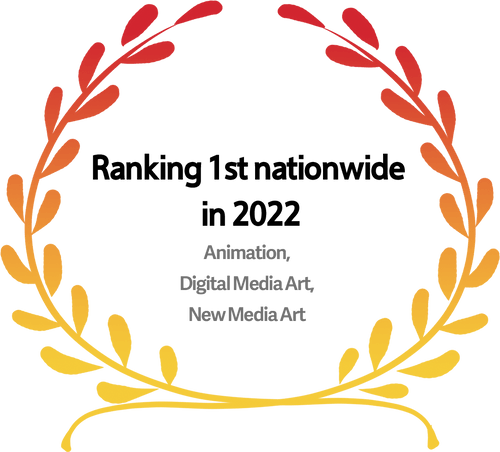 Ranking 1st nationwide
in 2022
Animation,
Digital Media Art,
New Media Art